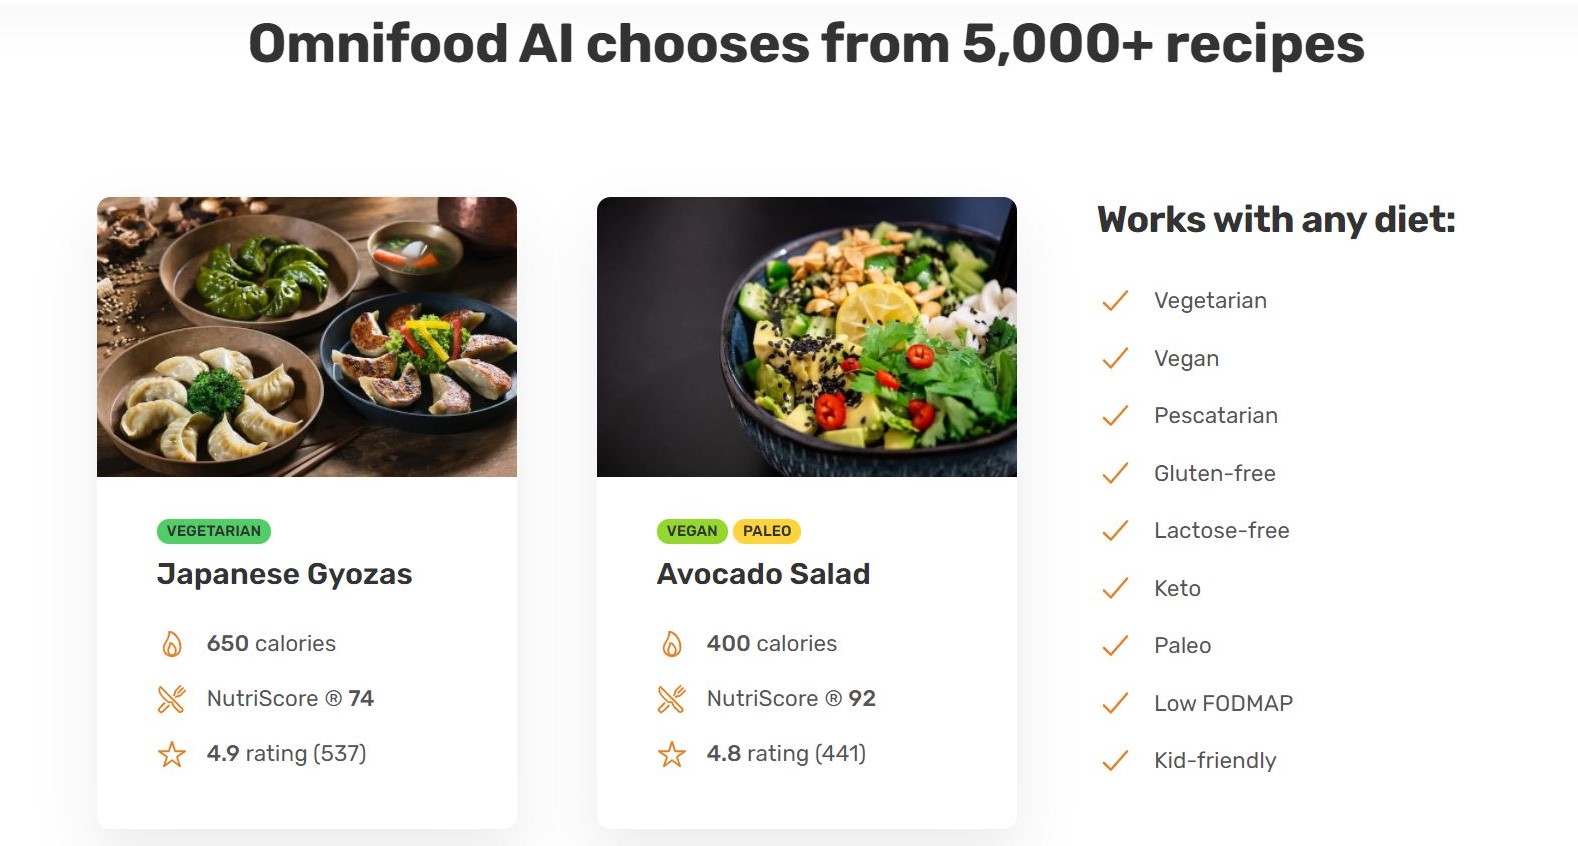 Omnifood AI chooses from 5,000+ recipes
VEGETARIAN
Japanese Gyozas
650 calories
NutriScore ® 74
4.9 rating (537)
VEGAN PALEO
Avocado Salad
400 calories
NutriScore ® 92
4.8 rating (441)
Works with any diet:
Vegetarian
Vegan
Pescatarian
Gluten-free
Lactose-free
Keto
Paleo
Low FODMAP
Kid-friendly